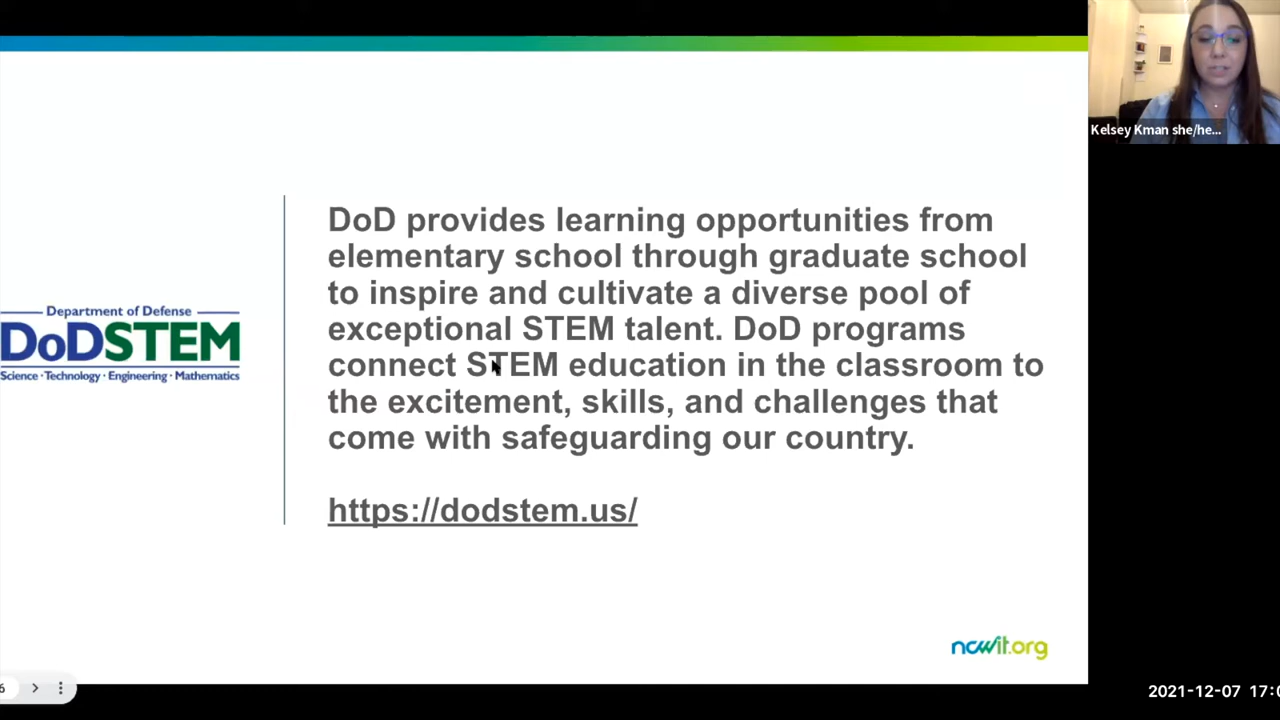 Kelsey Kman she/he...
DoD provides learning opportunities from
elementary school through graduate school
to inspire and cultivate a diverse pool of
exceptional STEM talent. DoD programs
connect STEM education in the classroom to
the excitement, skills, and challenges that
come with safeguarding our country.
https://dodstem.us/
Department of Defense
DoDSTEM
Science · Technology · Engineering · Mathematics
ncwit.org
6
2021-12-07 17:0